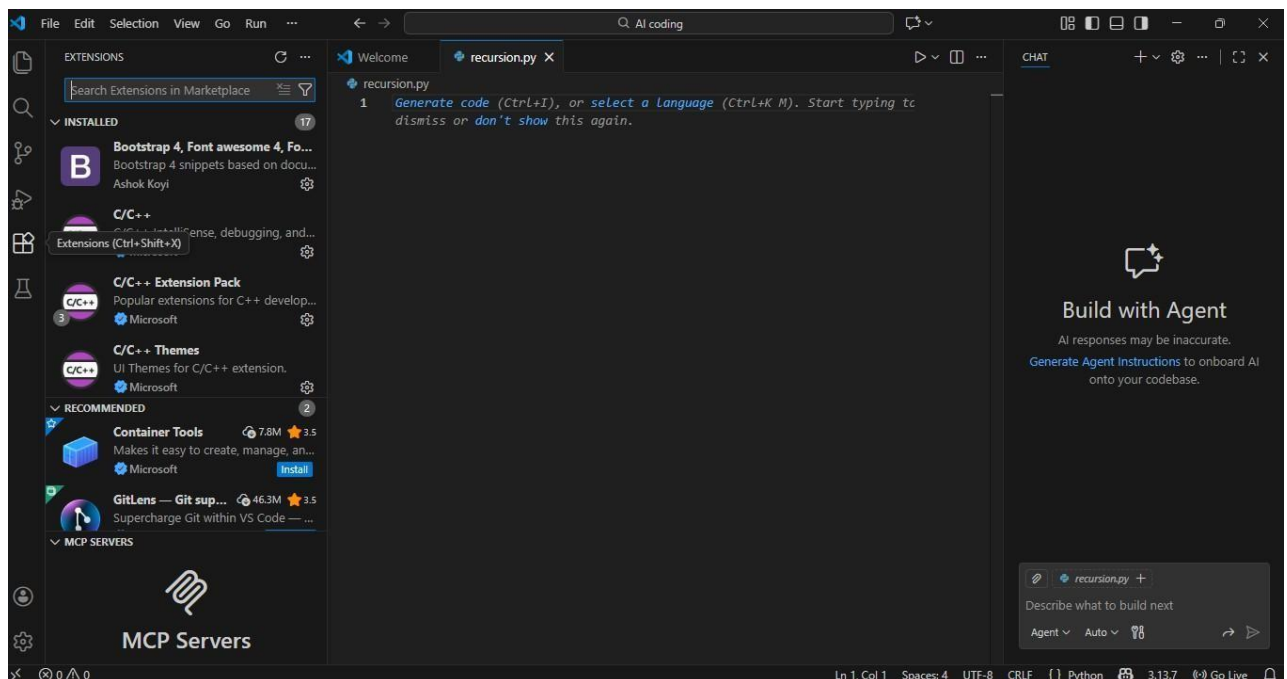 File Edit Selection View Go Run ···
AI coding
EXTENSIONS
Search Extensions in Marketplace
INSTALLED 17
Bootstrap 4, Font awesome 4, Fo...
Bootstrap 4 snippets based on docu...
Ashok Koyi
C/C++
ense, debugging, and...
Extensions (Ctrl+Shift+X)
C/C++ Extension Pack
C/C++ Popular extensions for C++ develop...
3 Microsoft
C/C++ Themes
C/C++ UI Themes for C/C++ extension.
Microsoft
RECOMMENDED 2
Container Tools 7.8M 3.5
Makes it easy to create, manage, an...
Microsoft Install
GitLens — Git sup... 46.3M 3.5
Supercharge Git within VS Code — ...
MCP SERVERS
MCP Servers
Welcome recursion.py
recursion.py
1 Generate code (Ctrl+I), or select a language (Ctrl+K M). Start typing to
dismiss or don't show this again.
CHAT
Build with Agent
AI responses may be inaccurate.
Generate Agent Instructions to onboard AI
onto your codebase.
recursion.py
Describe what to build next
Agent Auto
0 0 Ln 1, Col 1 Spaces: 4 UTF-8 CRLF { } Python 3.13.7 Go Live